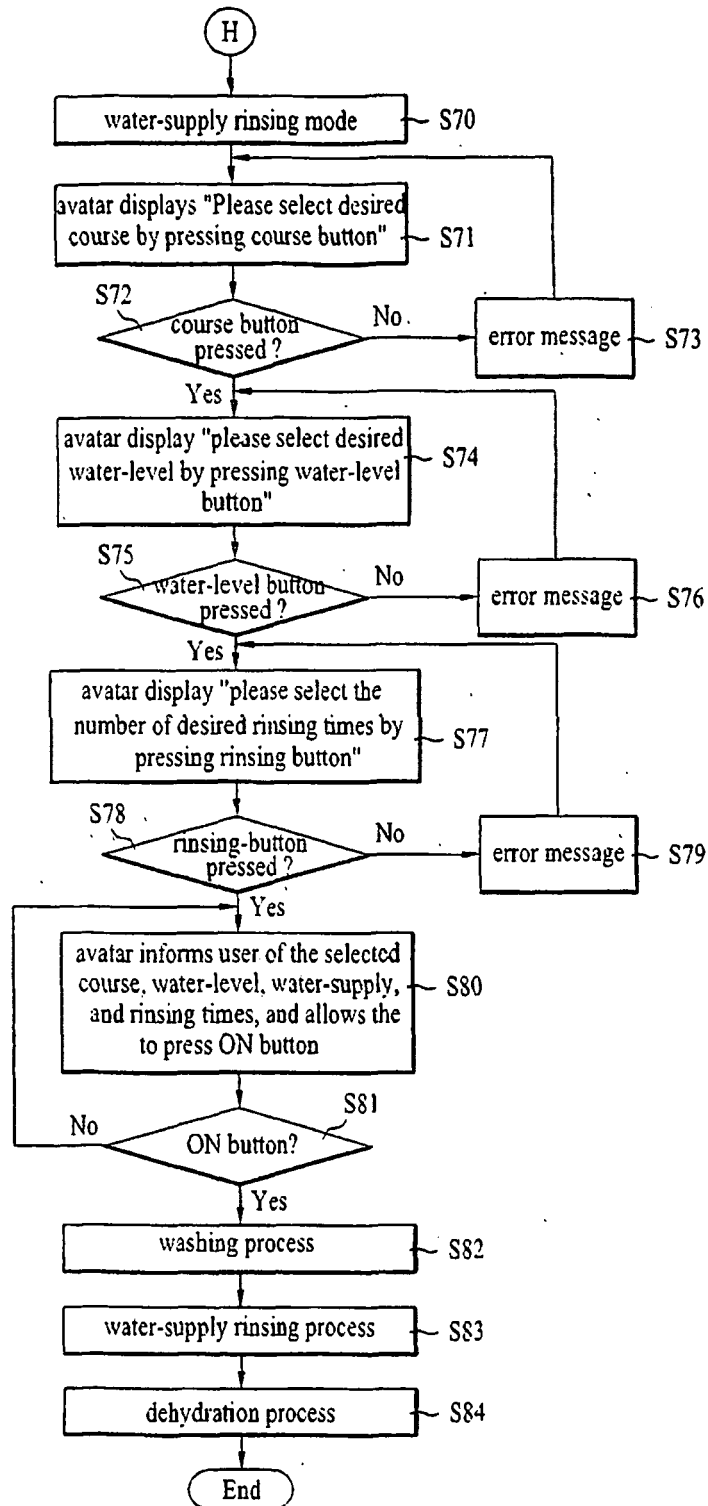 H
water-supply rinsing mode
S70
avatar displays "Please select desired
course by pressing course button"
S71
S72
course button
pressed ?
No
error message
S73
Yes
avatar display "please select desired
water-level by pressing water-level
button"
S74
S75
water-level button
pressed ?
No
error message
S76
Yes
avatar display "please select the
number of desired rinsing times by
pressing rinsing button"
S77
S78
rinsing-button
pressed ?
No
error message
S79
Yes
avatar informs user of the selected
course, water-level, water-supply,
and rinsing times, and allows the
to press ON button
S80
S81
No
ON button?
Yes
washing process
S82
water-supply rinsing process
S83
dehydration process
S84
End